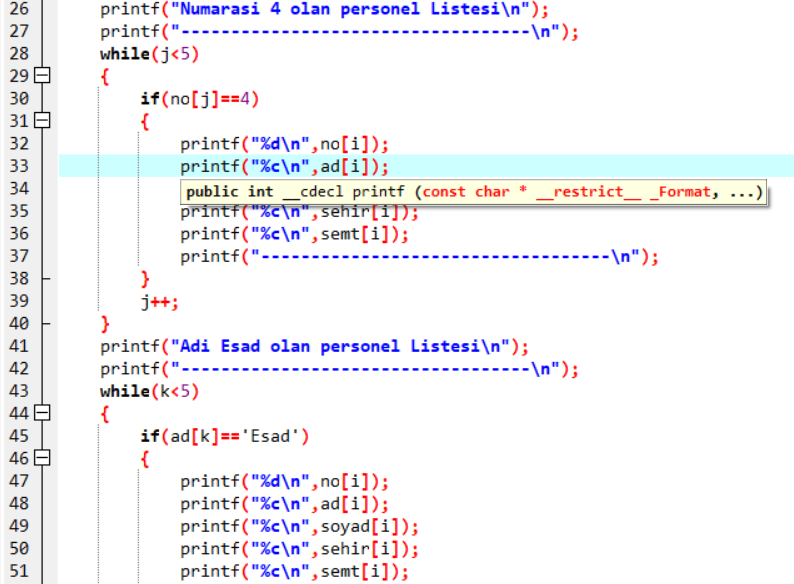 26 printf("Numarasi 4 olan personel Listesi\n");
27 printf("-----------------------------------\n");
28 while(j<5)
29 {
30 if(no[j]==4)
31 {
32 printf("%d\n",no[i]);
33 printf("%c\n",ad[i]);
34 public int __cdecl printf (const char * __restrict__ _Format, ...)
35 printf("%c\n",sehir[i]);
36 printf("%c\n",semt[i]);
37 printf("-----------------------------------\n");
38 }
39 j++;
40 }
41 printf("Adi Esad olan personel Listesi\n");
42 printf("-----------------------------------\n");
43 while(k<5)
44 {
45 if(ad[k]=='Esad')
46 {
47 printf("%d\n",no[i]);
48 printf("%c\n",ad[i]);
49 printf("%c\n",soyad[i]);
50 printf("%c\n",sehir[i]);
51 printf("%c\n",semt[i]);